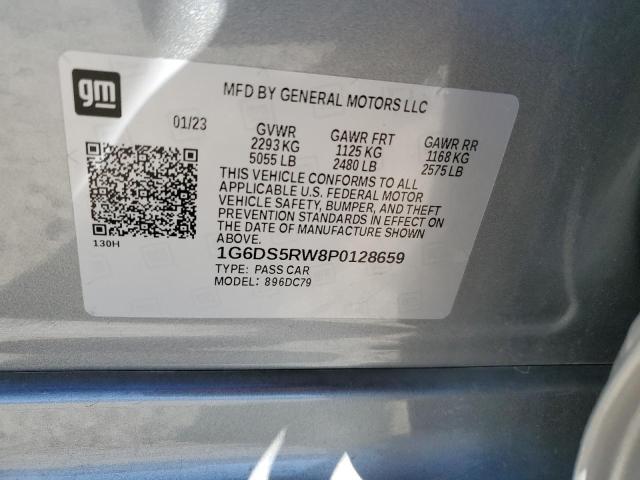 gm
MFD BY GENERAL MOTORS LLC
01/23 GVWR GAWR FRT GAWR RR
2293 KG 1125 KG 1168 KG
5055 LB 2480 LB 2575 LB
THIS VEHICLE CONFORMS TO ALL
APPLICABLE U.S. FEDERAL MOTOR
VEHICLE SAFETY, BUMPER, AND THEFT
PREVENTION STANDARDS IN EFFECT ON
THE DATE OF MANUFACTURE SHOWN
ABOVE.
130H
1G6DS5RW8P0128659
TYPE: PASS CAR
MODEL: 896DC79